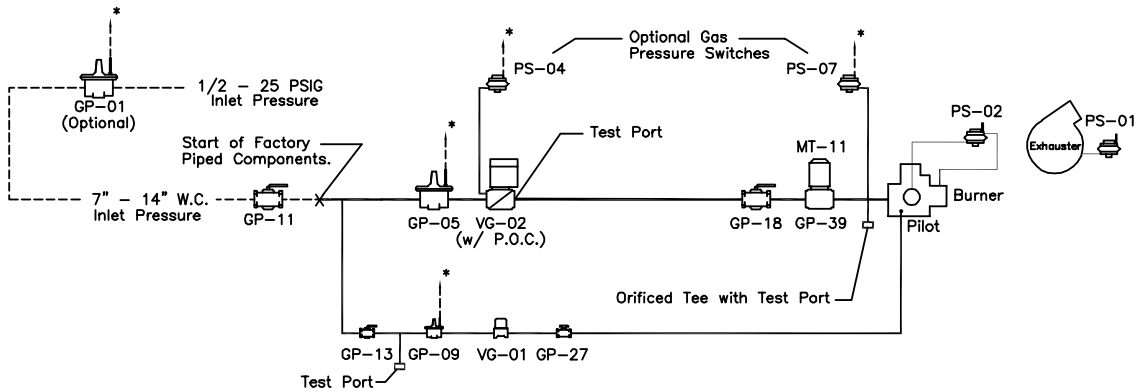 *
GP-01
(Optional)
1/2 - 25 PSIG
Inlet Pressure
7" - 14" W.C.
Inlet Pressure
GP-11
Start of Factory
Piped Components.
*
GP-05
VG-02
(w/ P.O.C.)
*
PS-04
Optional Gas
Pressure Switches
Test Port
*
PS-07
MT-11
GP-18
GP-39
PS-02
Exhauster
PS-01
Burner
Pilot
Orificed Tee with Test Port
*
GP-13
GP-09
VG-01
GP-27
Test Port